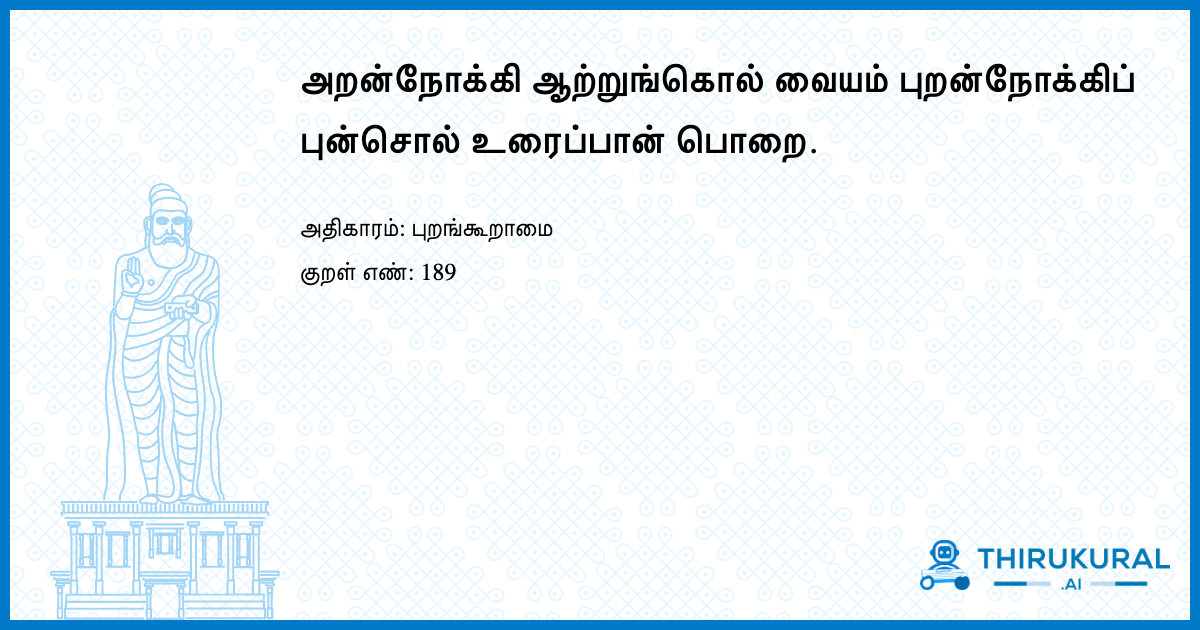 அறன்நோக்கி ஆற்றுங்கொல் வையம் புறன்நோக்கிப்
புன்சொல் உரைப்பான் பொறை.
அதிகாரம்: புறங்கூறாமை
குறள் எண்: 189
THIRUKURAL
.AI